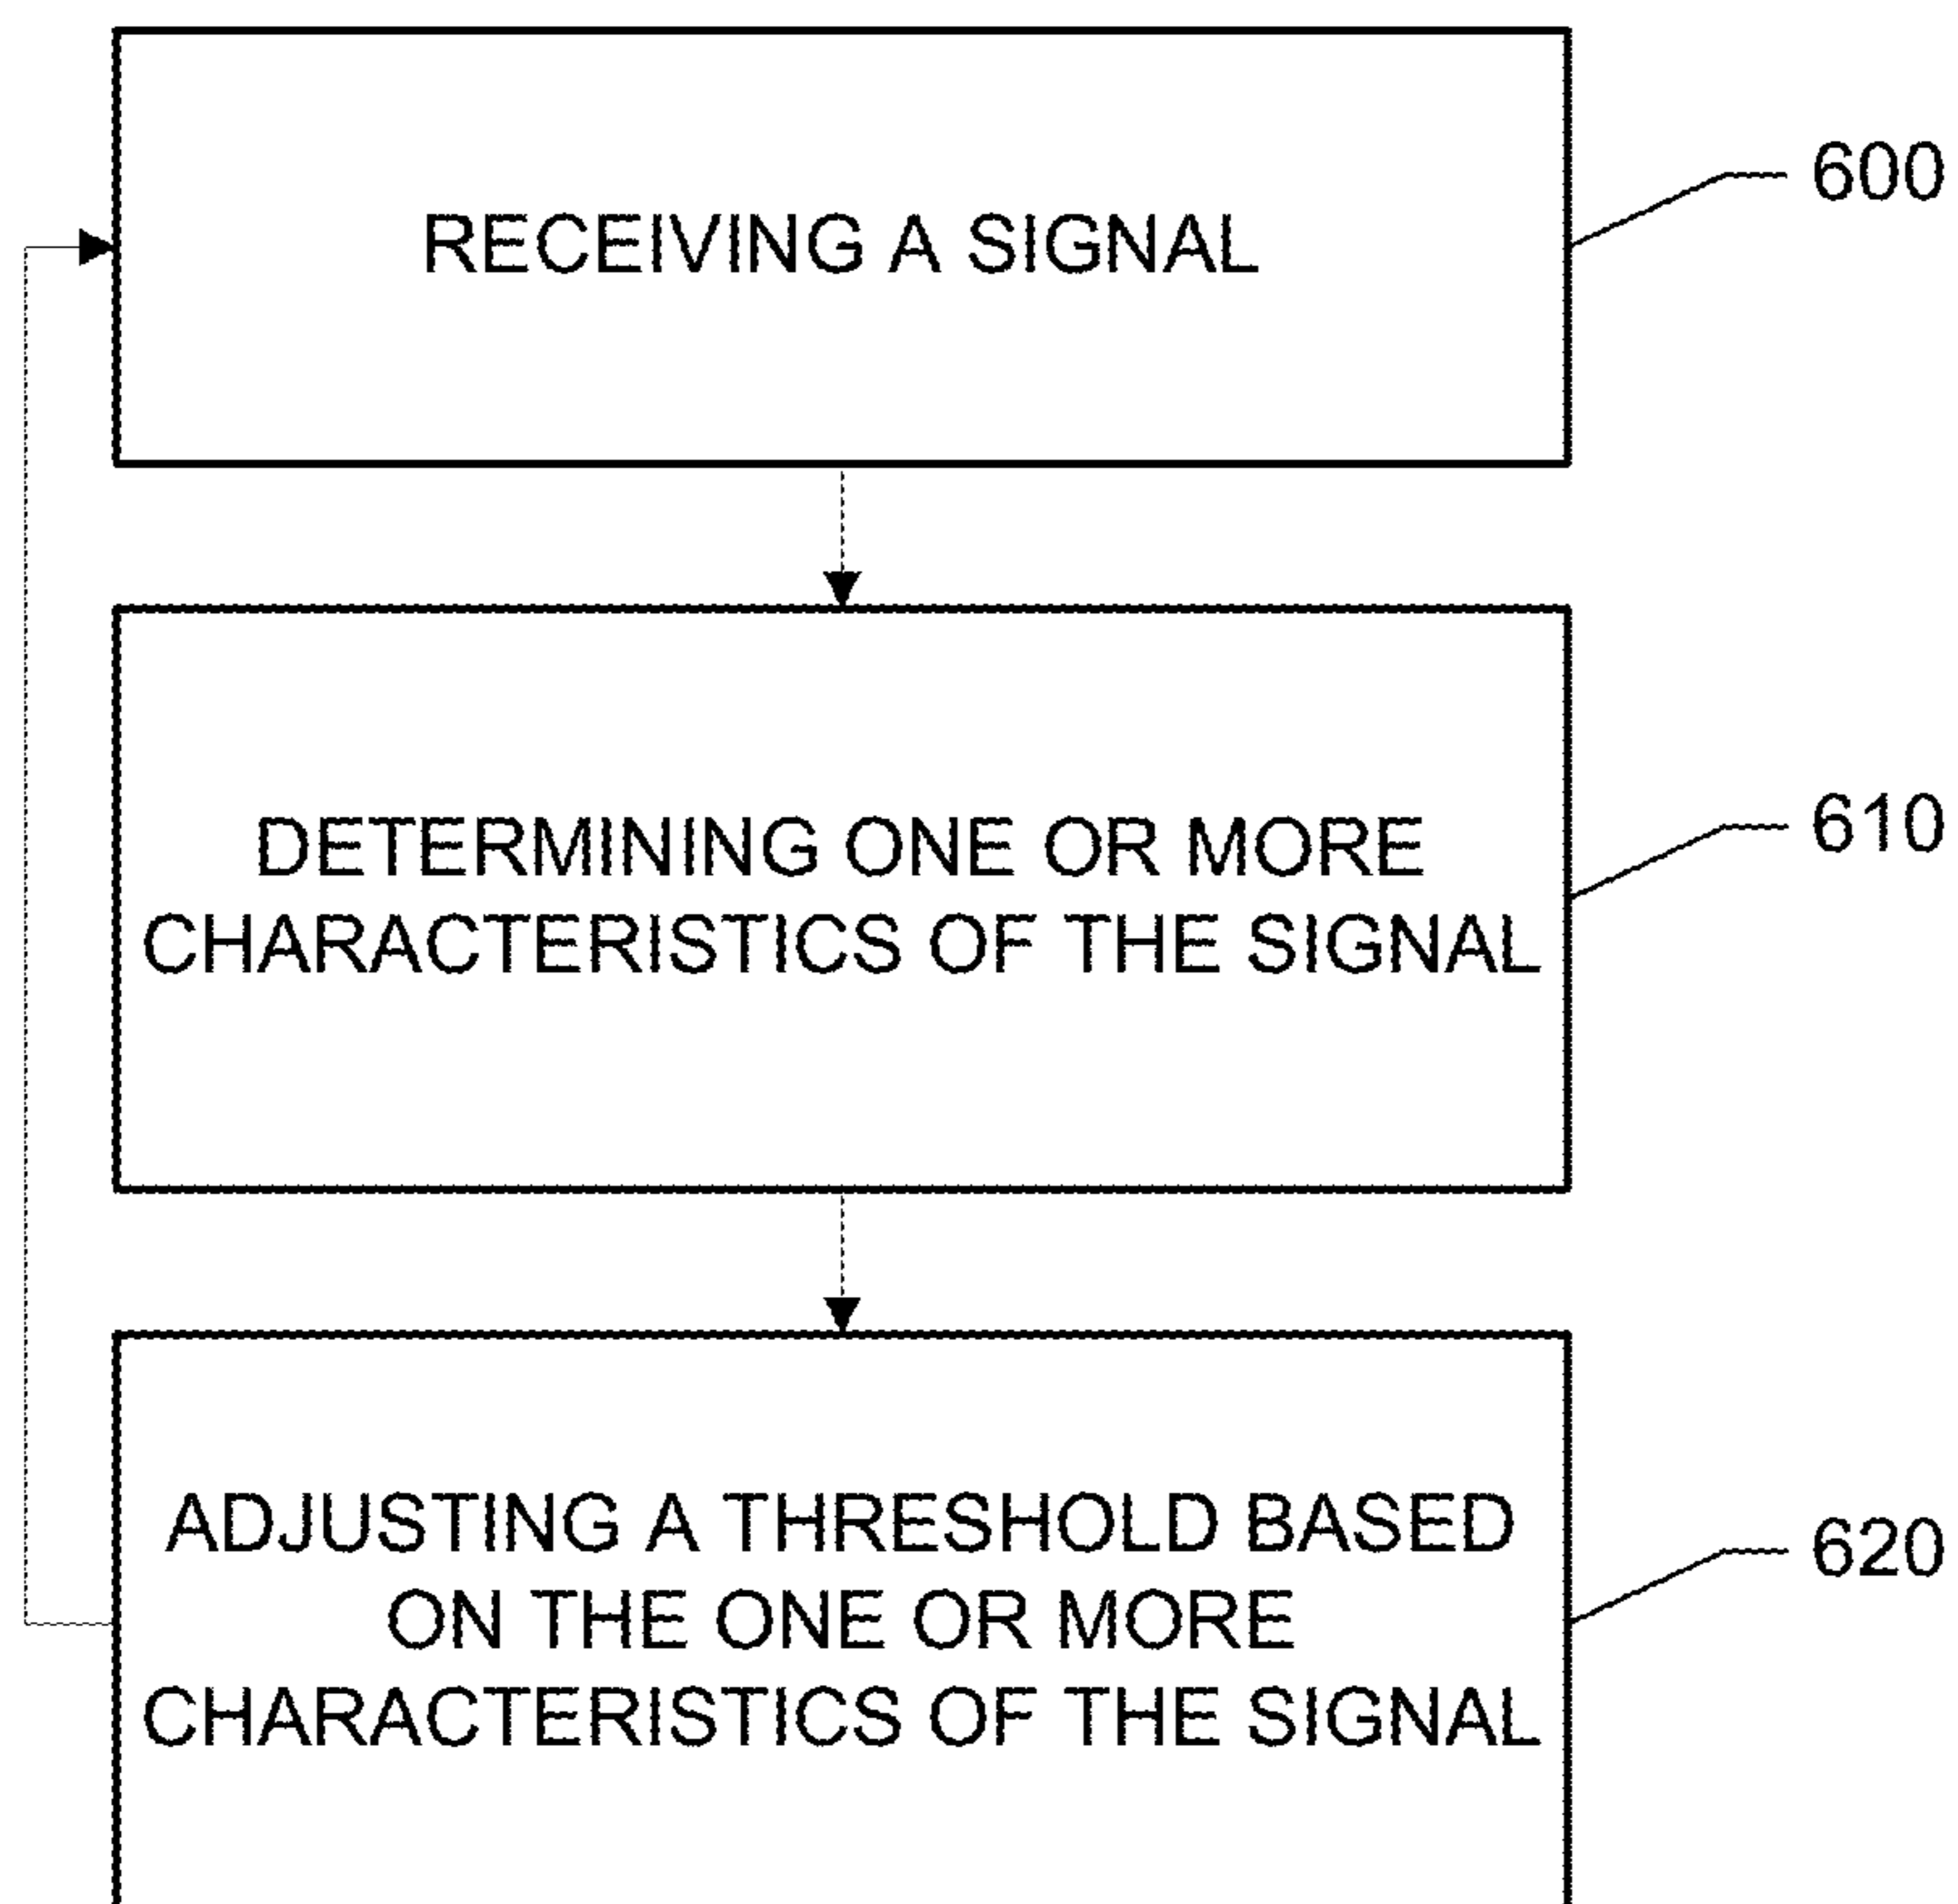 RECEIVING A SIGNAL
600
DETERMINING ONE OR MORE
CHARACTERISTICS OF THE SIGNAL
610
ADJUSTING A THRESHOLD BASED
ON THE ONE OR MORE
CHARACTERISTICS OF THE SIGNAL
620